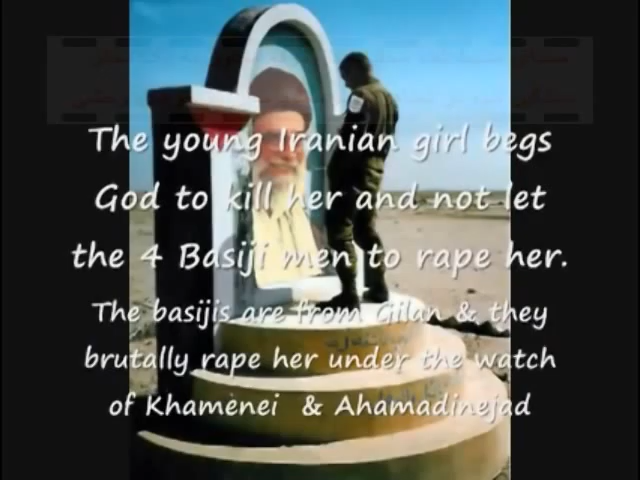 The young Iranian girl begs
God to kill her and not let
the 4 Basiji men to rape her.
The basijis are from Gilan & they
brutally rape her under the watch
of Khamenei & Ahamadinejad